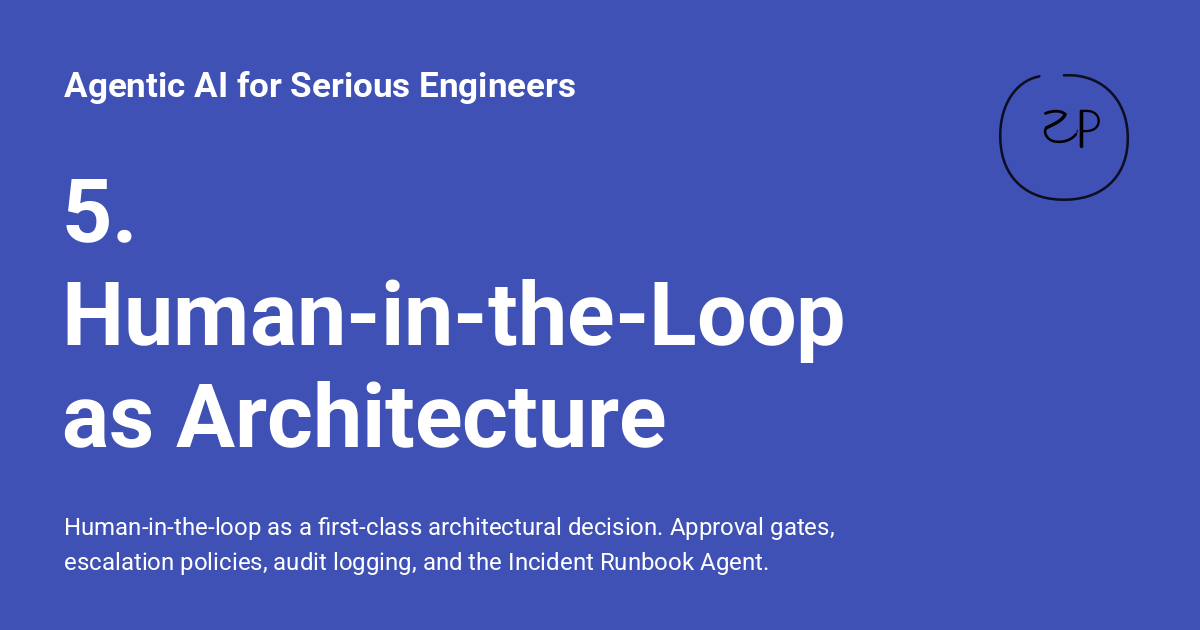 Agentic AI for Serious Engineers
5.
Human-in-the-Loop
as Architecture
Human-in-the-loop as a first-class architectural decision. Approval gates,
escalation policies, audit logging, and the Incident Runbook Agent.